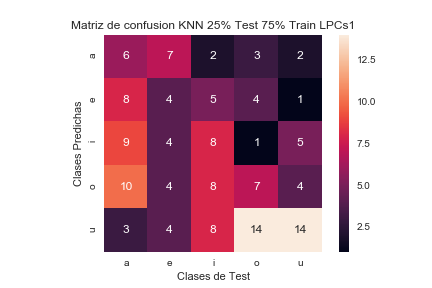 Matriz de confusion KNN 25% Test 75% Train LPCs1
a 6 7 2 3 2
e 8 4 5 4 1
i 9 4 8 1 5
o 10 4 8 7 4
u 3 4 8 14 14
a e i o u
Clases de Test
Clases Predichas
12.5
10.0
7.5
5.0
2.5